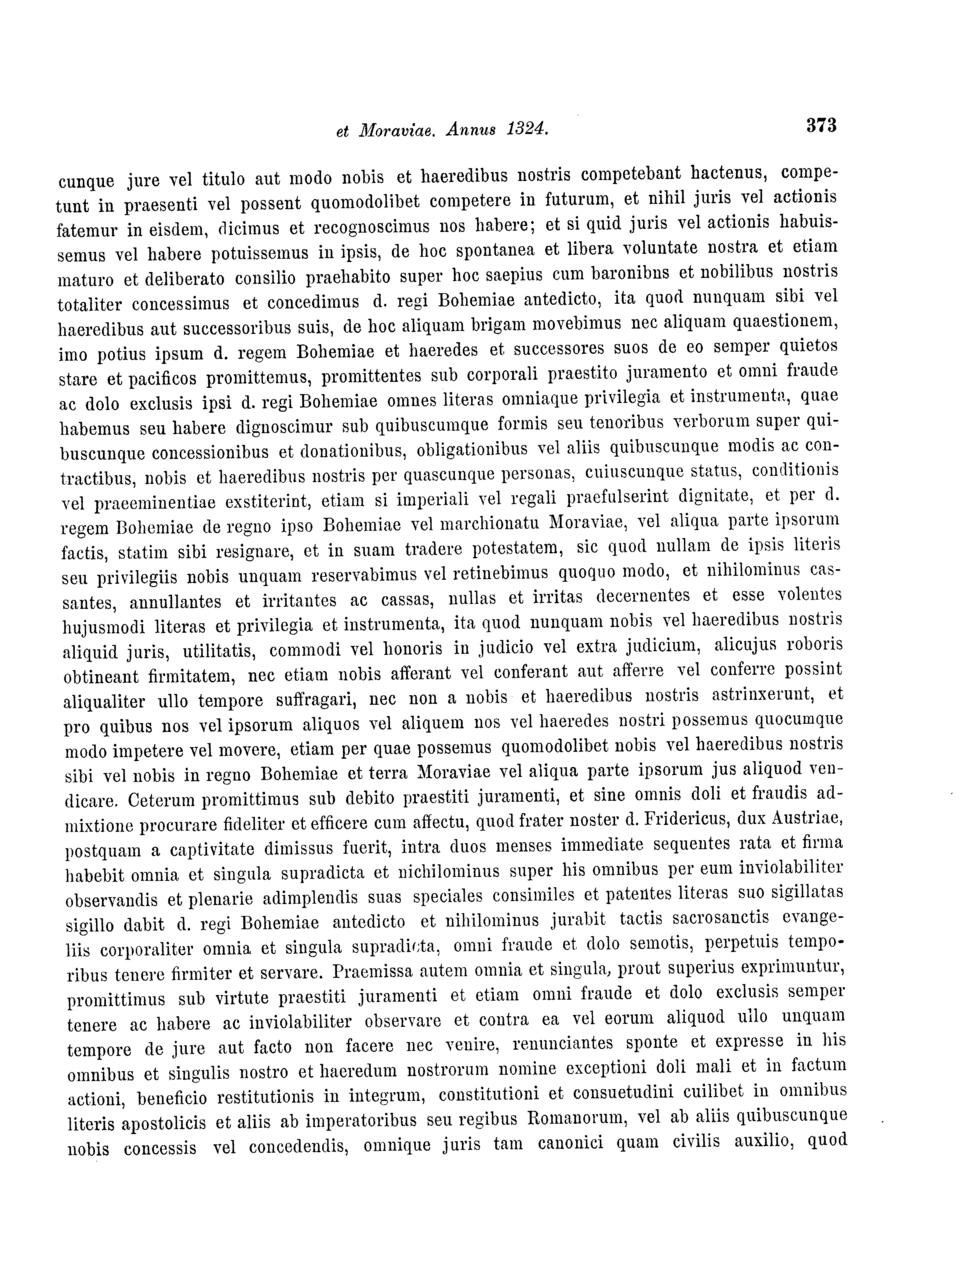 et Moraviae. Annus 1324.
373
cunque jure vel titulo aut modo nobis et haeredibus nostris competebant hactenus, compe-
tunt in praesenti vel possent quomodolibet competere in futurum, et nihil juris vel actionis
fatemur in eisdem, dicimus et recognoscimus nos habere; et si quid juris vel actionis habuis-
semus vel habere potuissemus in ipsis, de hoc spontanea et libera voluntate nostra et etiam
maturo et deliberato consilio praehabito super hoc saepius cum baronibus et nobilibus nostris
totaliter concessimus et concedimus d. regi Bohemiae antedicto, ita quod nunquam sibi vel
haeredibus aut successoribus suis, de hoc aliquam brigam movebimus nec aliquam quaestionem,
imo potius ipsum d. regem Bohemiae et haeredes et successores suos de eo semper quietos
stare et pacificos promittemus, promittentes sub corporali praestito juramento et omni fraude
ac dolo exclusis ipsi d. regi Bohemiae omnes literas omniaque privilegia et instrumenta, quae
habemus seu habere dignoscimur sub quibuscumque formis seu tenoribus verborum super qui-
buscunque concessionibus et donationibus, obligationibus vel aliis quibuscunque modis ac con-
tractibus, nobis et haeredibus nostris per quascunque personas, cuiuscunque status, conditionis
vel praeeminentiae exstiterint, etiam si imperiali vel regali praefulserint dignitate, et per d.
regem Bohemiae de regno ipso Bohemiae vel marchionatu Moraviae, vel aliqua parte ipsorum
factis, statim sibi resignare, et in suam tradere potestatem, sic quod nullam de ipsis literis
seu privilegiis nobis unquam reservabimus vel retinebimus quoquo modo, et nihilominus cas-
santes, annullantes et irritantes ac cassas, nullas et irritas decernentes et esse volentes
hujusmodi literas et privilegia et instrumenta, ita quod nunquam nobis vel haeredibus nostris
aliquid juris, utilitatis, commodi vel honoris in judicio vel extra judicium, alicujus roboris
obtineant firmitatem, nec etiam nobis afferant vel conferant aut afferre vel conferre possint
aliqualiter ullo tempore suffragari, nec non a nobis et haeredibus nostris astrinxerunt, et
pro quibus nos vel ipsorum aliquos vel aliquem nos vel haeredes nostri possemus quocumque
modo impetere vel movere, etiam per quae possemus quomodolibet nobis vel haeredibus nostris
sibi vel nobis in regno Bohemiae et terra Moraviae vel aliqua parte ipsorum jus aliquod ven-
dicare. Ceterum promittimus sub debito praestiti juramenti, et sine omnis doli et fraudis ad-
mixtione procurare fideliter et efficere cum affectu, quod frater noster d. Fridericus, dux Austriae,
postquam a captivitate dimissus fuerit, intra duos menses immediate sequentes rata et firma
habebit omnia et singula supradicta et nichilominus super his omnibus per eum inviolabiliter
observandis et plenarie adimplendis suas speciales consimiles et patentes literas suo sigillatas
sigillo dabit d. regi Bohemiae antedicto et nihilominus jurabit tactis sacrosanctis evange-
liis corporaliter omnia et singula supradicta, omni fraude et dolo semotis, perpetuis tempo-
ribus tenere firmiter et servare. Praemissa autem omnia et singula, prout superius exprimuntur,
promittimus sub virtute praestiti juramenti et etiam omni fraude et dolo exclusis semper
tenere ac habere ac inviolabiliter observare et contra ea vel eorum aliquod ullo unquam
tempore de jure aut facto non facere nec venire, renunciantes sponte et expresse in his
omnibus et singulis nostro et haeredum nostrorum nomine exceptioni doli mali et in factum
actioni, beneficio restitutionis in integrum, constitutioni et consuetudini cuilibet in omnibus
literis apostolicis et aliis ab imperatoribus seu regibus Romanorum, vel ab aliis quibuscunque
nobis concessis vel concedendis, omnique juris tam canonici quam civilis auxilio, quod